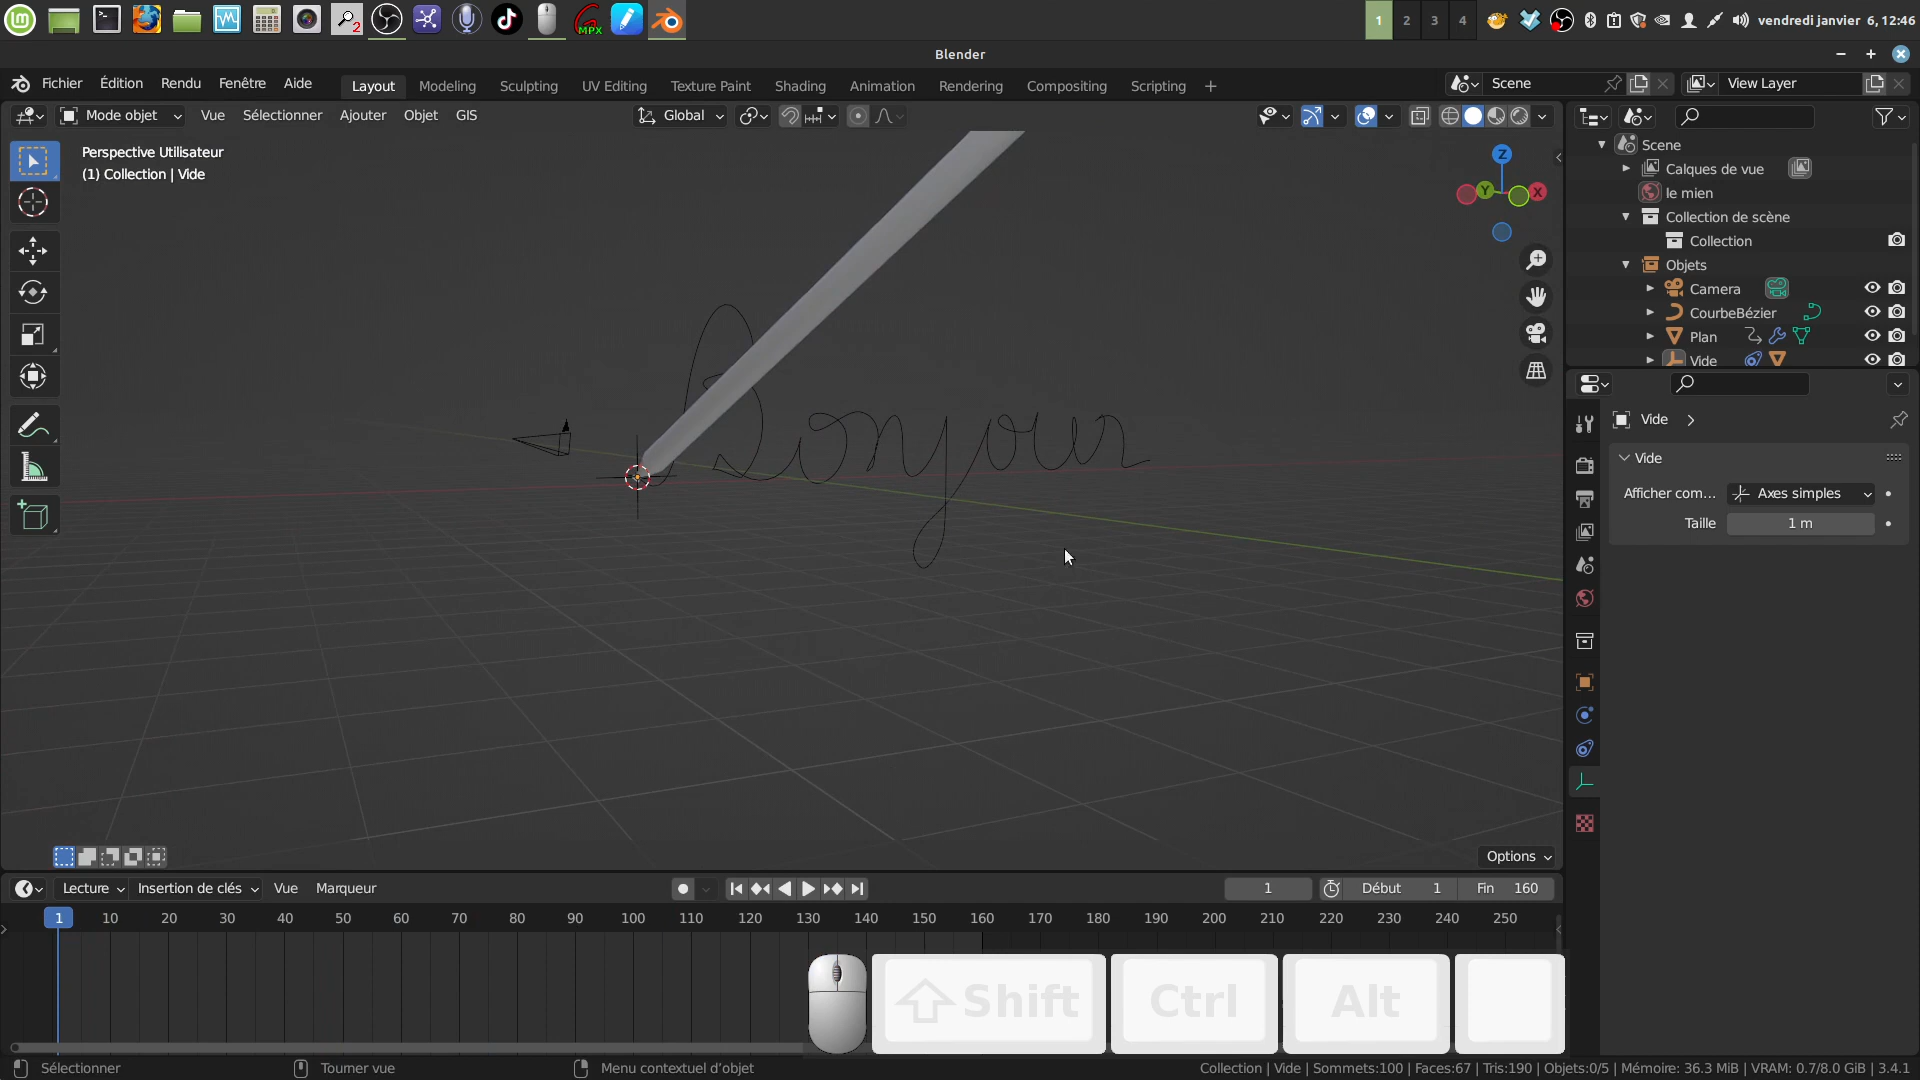 2
MPX
1 2 3 4
vendredi janvier 6, 12:46
Blender
Fichier Édition Rendu Fenêtre Aide
Layout Modeling Sculpting UV Editing Texture Paint Shading Animation Rendering Compositing Scripting +
Scene
View Layer
Mode objet Vue Sélectionner Ajouter Objet GIS
Global
Perspective Utilisateur
(1) Collection | Vide
Z
Y X
Bonjour
Options
Scene
Calques de vue
le mien
Collection de scène
Collection
Objets
Camera
CourbeBézier
Plan
Vide
Vide
Vide
Afficher com... Axes simples
Taille 1 m
Lecture Insertion de clés Vue Marqueur
1 Début 1 Fin 160
1 10 20 30 40 50 60 70 80 90 100 110 120 130 140 150 160 170 180 190 200 210 220 230 240 250
Shift Ctrl Alt
Sélectionner Tourner vue Menu contextuel d'objet
Collection | Vide | Sommets:100 | Faces:67 | Tris:190 | Objets:0/5 | Mémoire: 36.3 MiB | VRAM: 0.7/8.0 GiB | 3.4.1